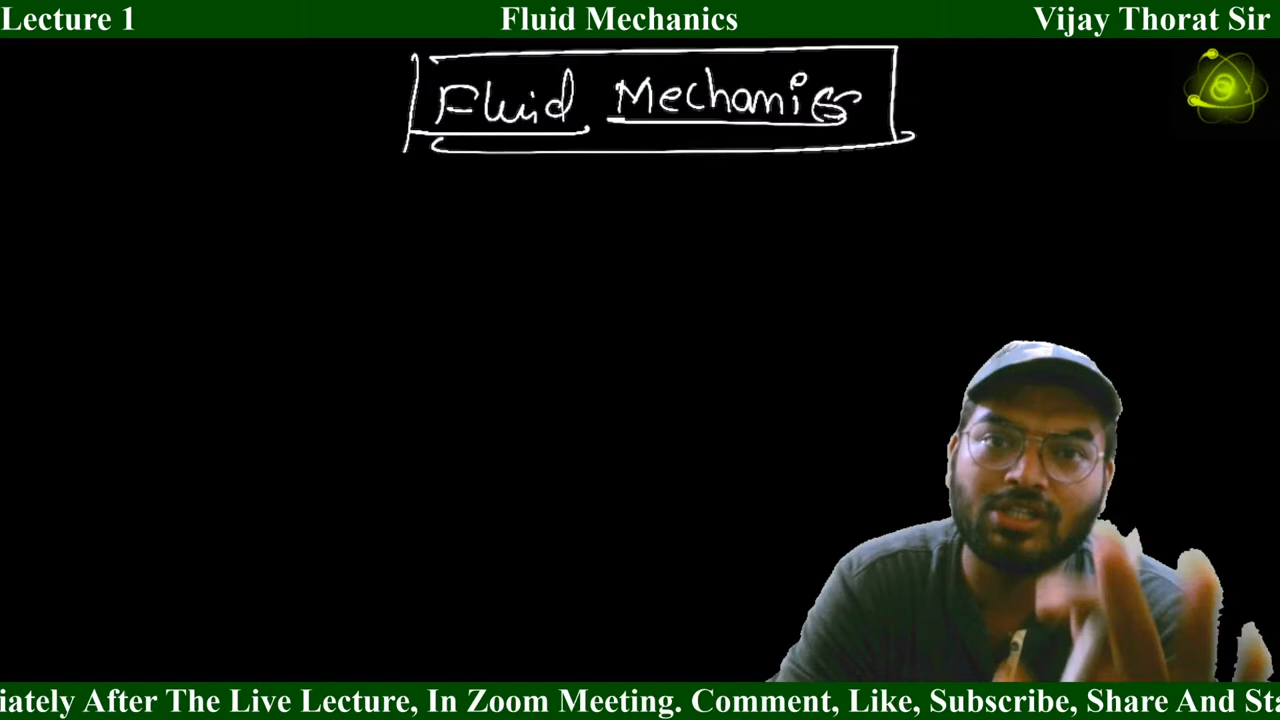 Lecture 1 Fluid Mechanics Vijay Thorat Sir
Fluid Mechanics
iately After The Live Lecture, In Zoom Meeting. Comment, Like, Subscribe, Share And Sta